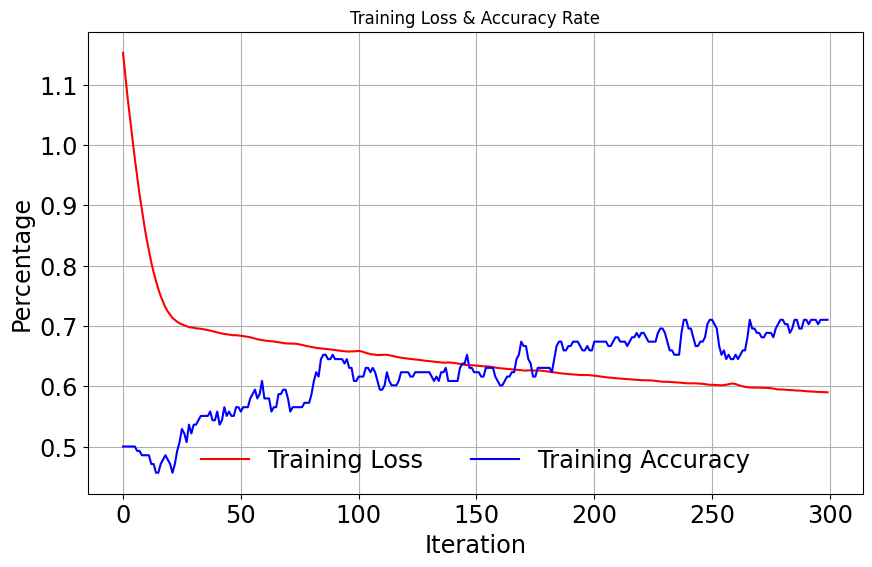 Training Loss & Accuracy Rate
Percentage
1.1
1.0
0.9
0.8
0.7
0.6
0.5
Training Loss Training Accuracy
0 50 100 150 200 250 300
Iteration